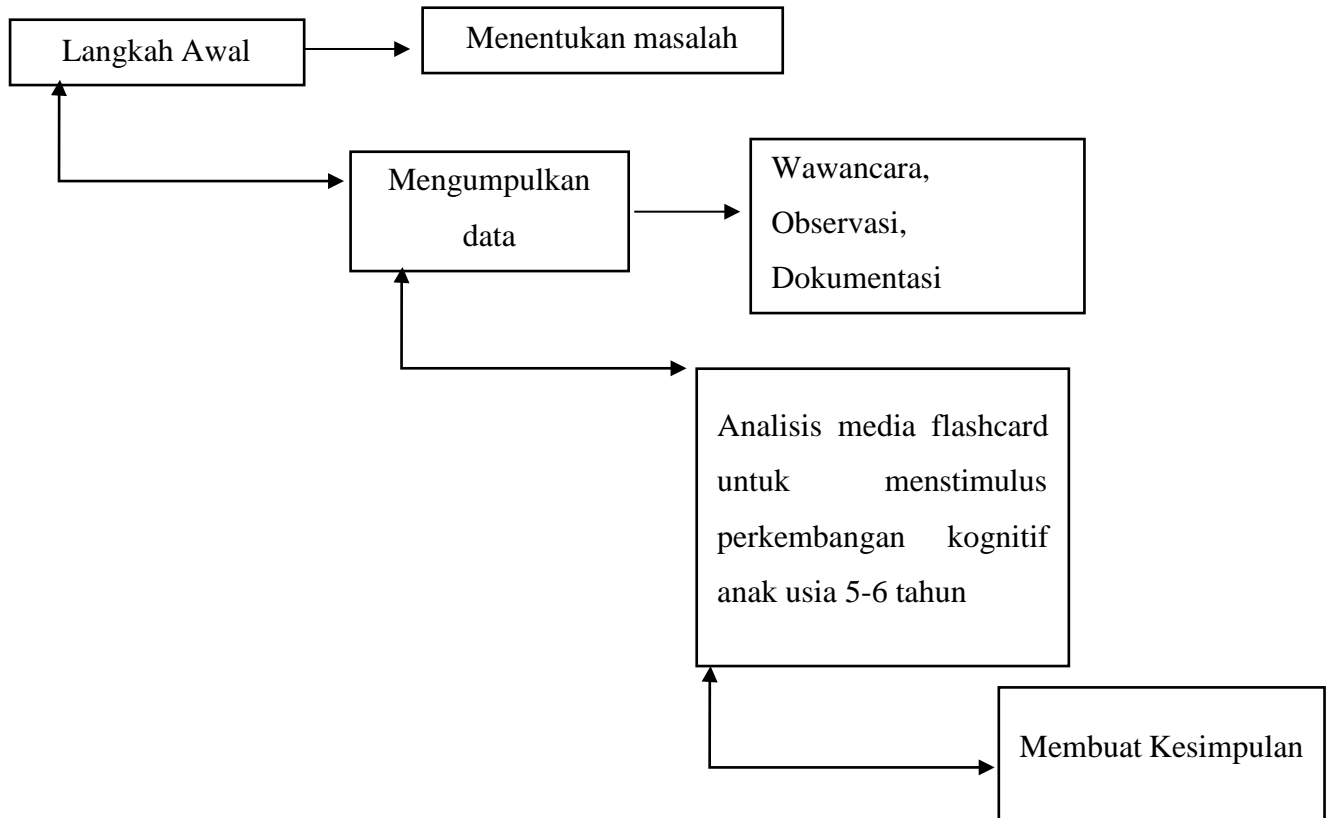 Langkah Awal
Menentukan masalah
Mengumpulkan
data
Wawancara,
Observasi,
Dokumentasi
Analisis media flashcard
untuk menstimulus
perkembangan kognitif
anak usia 5-6 tahun
Membuat Kesimpulan